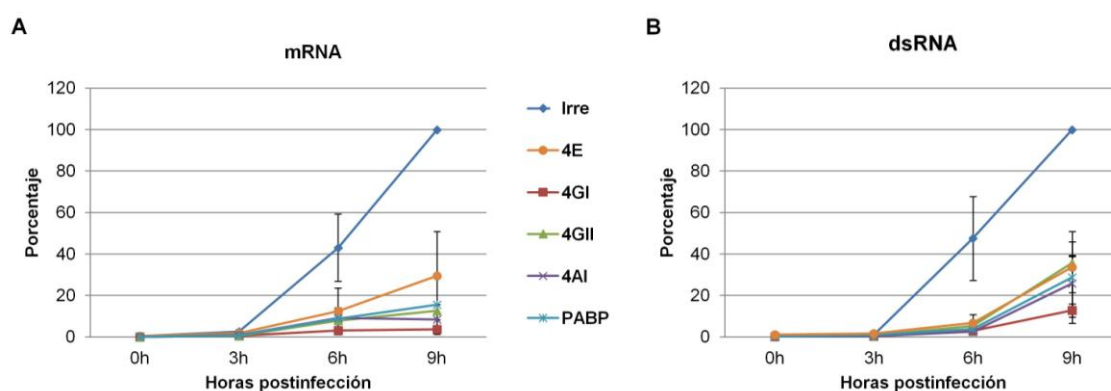 A
mRNA
Porcentaje
120
100
80
60
40
20
0
0h 3h 6h 9h
Horas postinfección
Irre
4E
4GI
4GII
4AI
PABP
B
dsRNA
Porcentaje
120
100
80
60
40
20
0
0h 3h 6h 9h
Horas postinfección